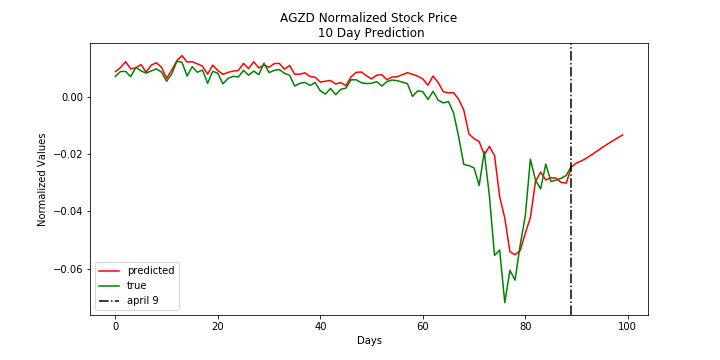 AGZD Normalized Stock Price
10 Day Prediction
Normalized Values
0.00
−0.02
−0.04
−0.06
predicted
true
april 9
0
20
40
60
80
100
Days